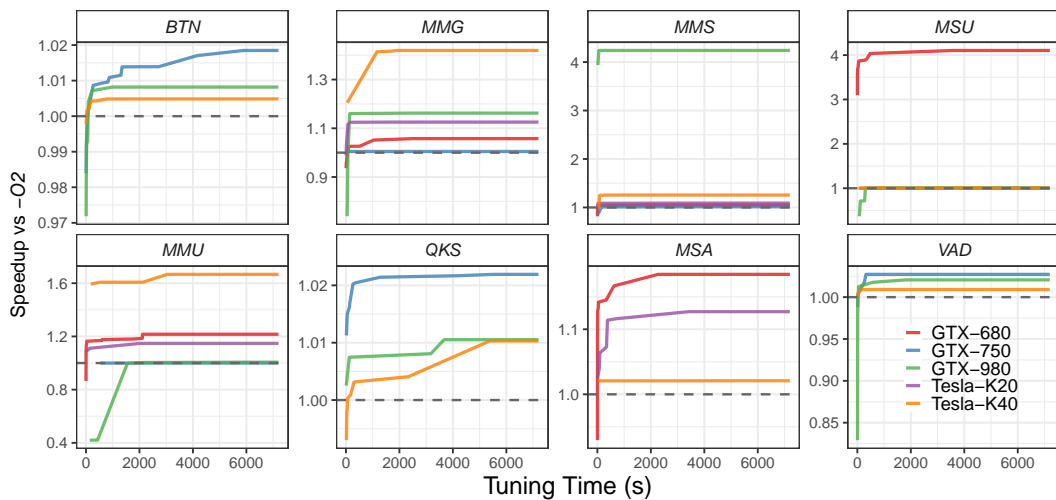 BTN
MMG
MMS
MSU
1.02
1.01
1.00
0.99
0.98
0.97
1.3
1.1
0.9
4
3
2
1
4
3
2
1
0
MMU
QKS
MSA
VAD
1.6
1.2
0.8
0.4
1.02
1.01
1.00
1.1
1.0
1.00
0.95
0.90
0.85
GTX−680
GTX−750
GTX−980
Tesla−K20
Tesla−K40
0 2000 4000 6000
0 2000 4000 6000
0 2000 4000 6000
0 2000 4000 6000
Tuning Time (s)
Speedup vs -O2